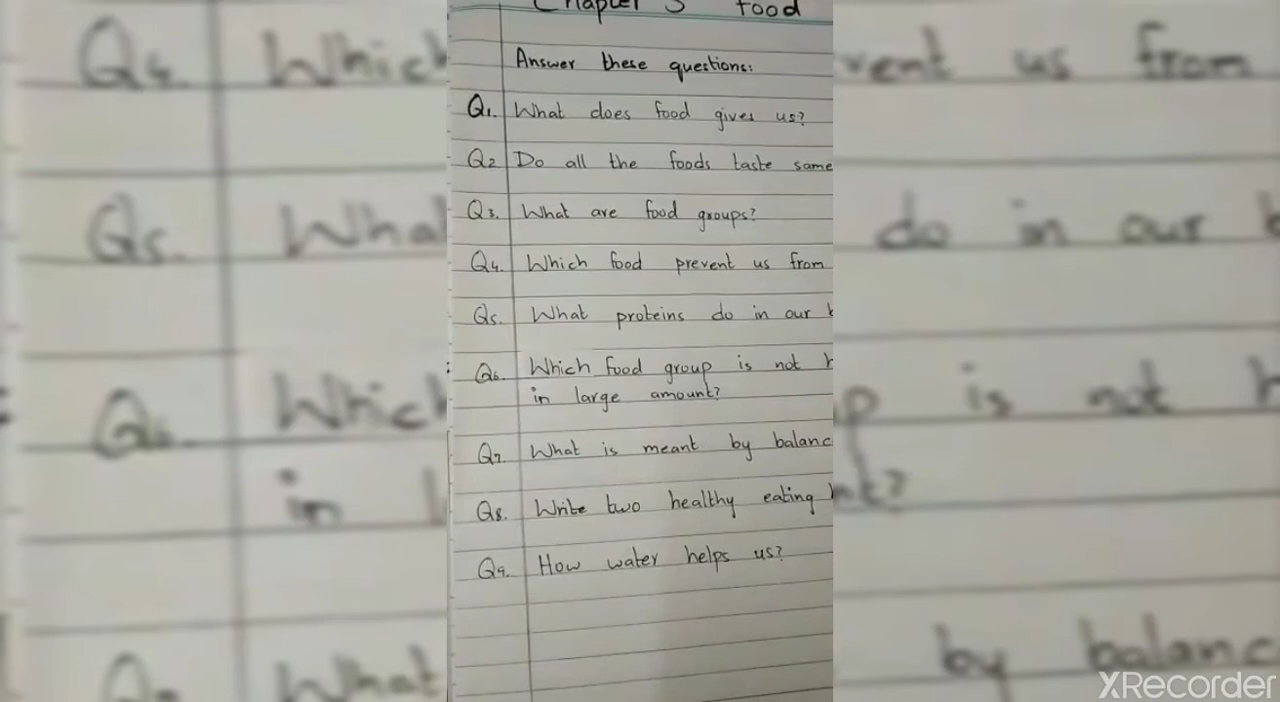 Chapter 3 Food
Answer these questions:
Q1. What does food gives us?
Q2 Do all the foods taste same
Q3. What are food groups?
Q4. Which food prevent us from
Q5. What proteins do in our
Q6. Which food group is not
in large amount?
Q7. What is meant by balanc
Q8. Write two healthy eating
Q9. How water helps us?
XRecorder